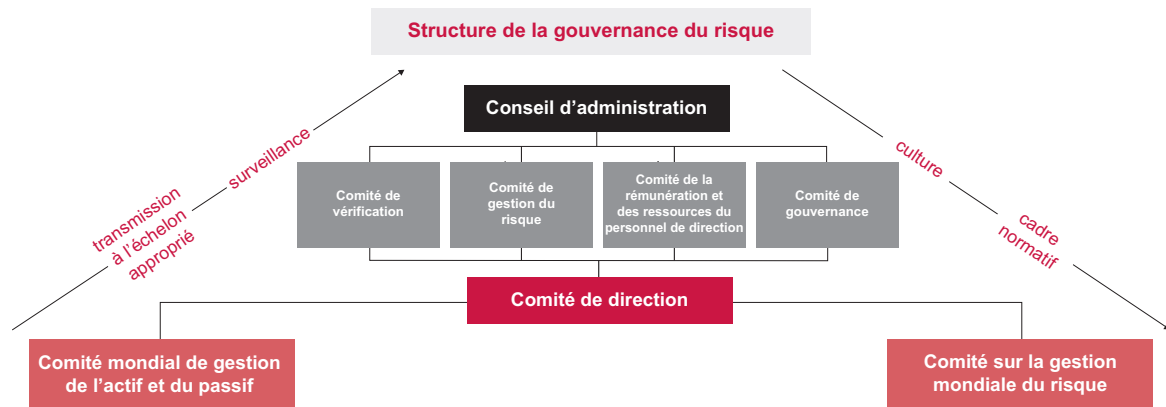 Structure de la gouvernance du risque
Conseil d’administration
surveillance
transmission
à l’échelon
approprié
culture
cadre
normatif
Comité de
vérification
Comité de
gestion du
risque
Comité de la
rémunération et
des ressources du
personnel de direction
Comité de
gouvernance
Comité de direction
Comité mondial de gestion
de l’actif et du passif
Comité sur la gestion
mondiale du risque